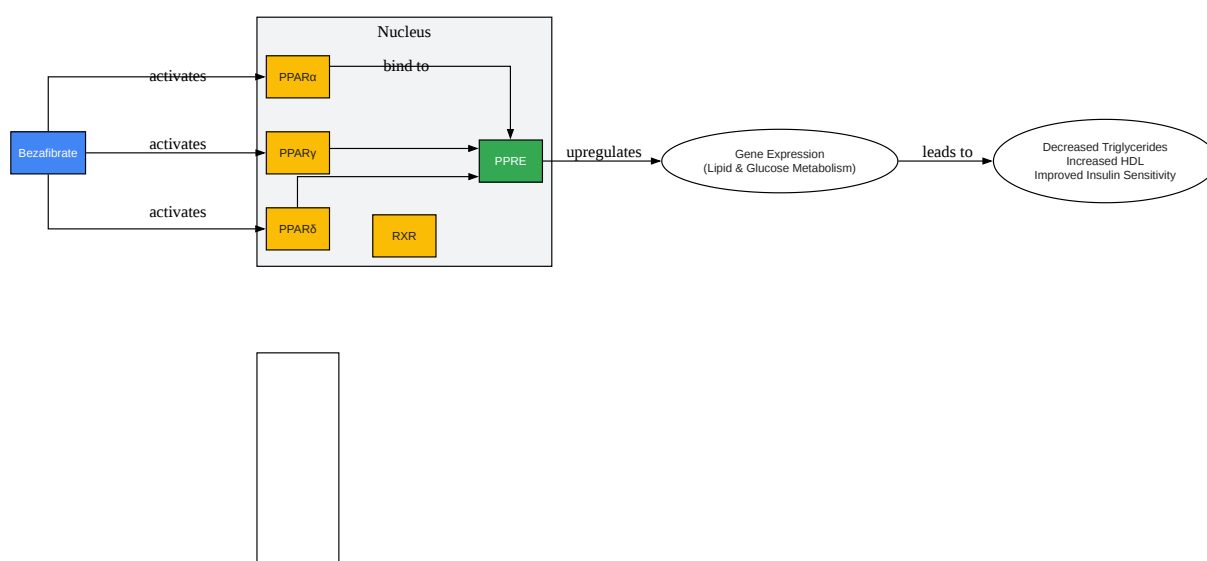 Nucleus
bind to
activates
PPARα
Bezafibrate
activates
PPARγ
PPRE
upregulates
Gene Expression
(Lipid & Glucose Metabolism)
leads to
Decreased Triglycerides
Increased HDL
Improved Insulin Sensitivity
activates
PPARδ
RXR